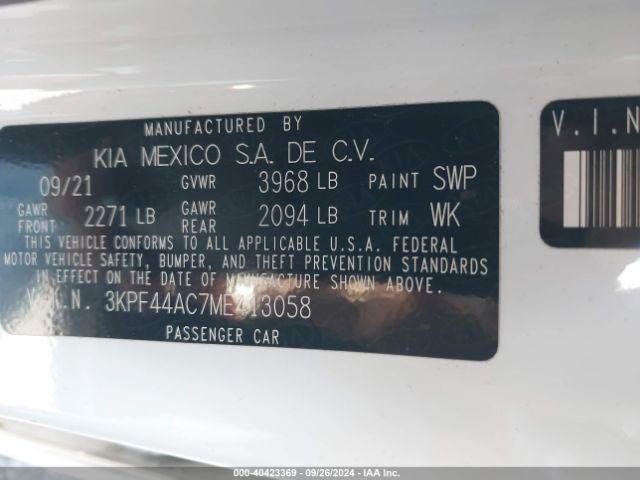 MANUFACTURED BY
KIA MEXICO S.A. DE C.V.
09/21 GVWR 3968 LB PAINT SWP
GAWR FRONT 2271 LB GAWR REAR 2094 LB TRIM WK
THIS VEHICLE CONFORMS TO ALL APPLICABLE U.S.A. FEDERAL
MOTOR VEHICLE SAFETY, BUMPER, AND THEFT PREVENTION STANDARDS
IN EFFECT ON THE DATE OF MANUFACTURE SHOWN ABOVE.
V.I.N. 3KPF44AC7ME413058
PASSENGER CAR
V.I.N
000-40423369 - 09/26/2024 - IAA Inc.